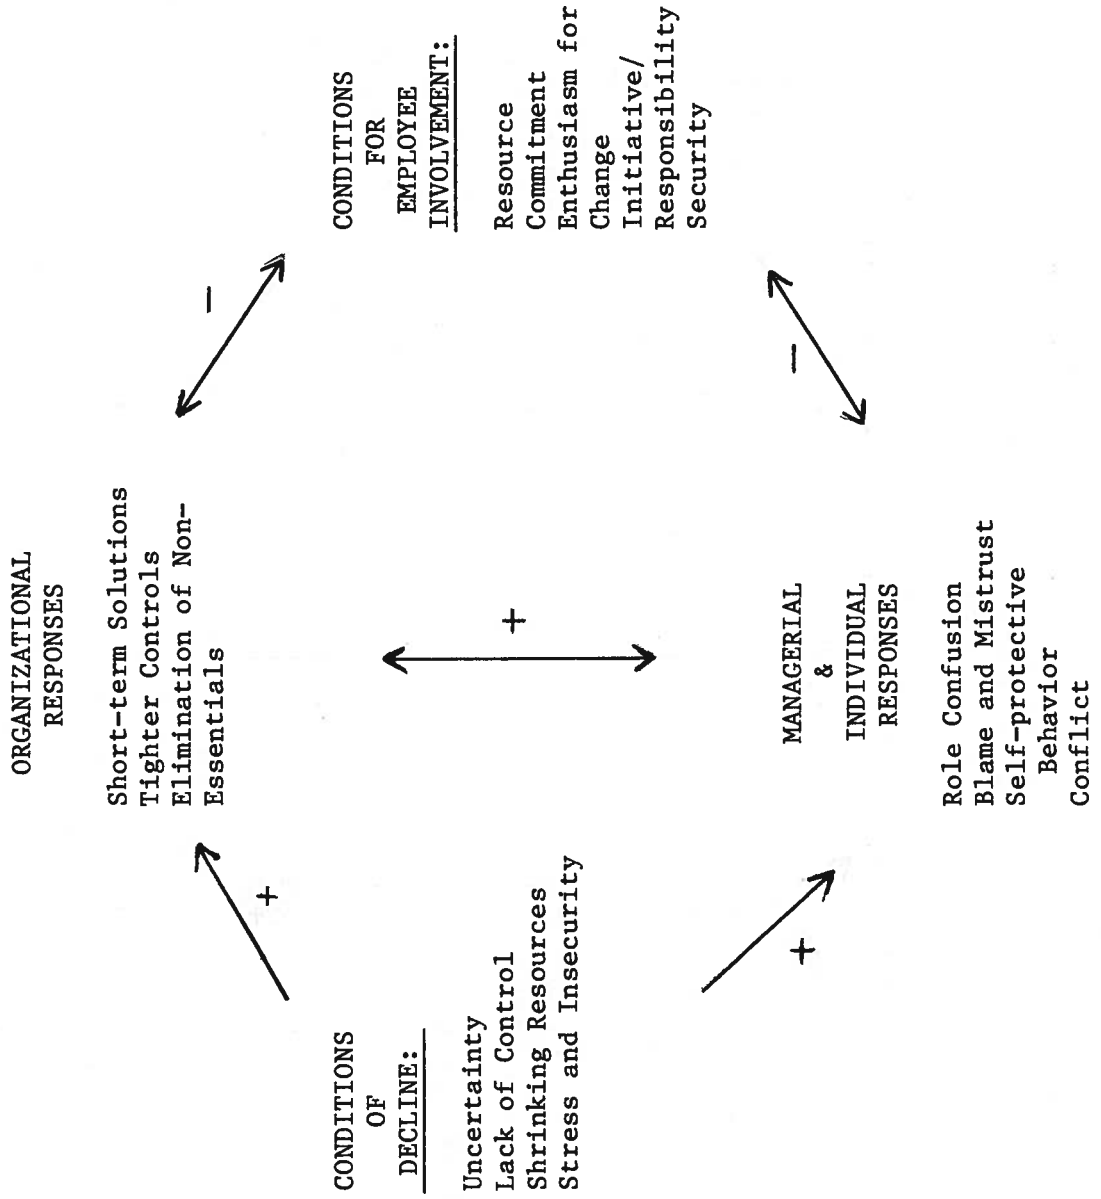 ORGANIZATIONAL
RESPONSES
Short-term Solutions
Tighter Controls
Elimination of Non-
Essentials
CONDITIONS
OF
DECLINE:
Uncertainty
Lack of Control
Shrinking Resources
Stress and Insecurity
+
+
+
-
-
CONDITIONS
FOR
EMPLOYEE
INVOLVEMENT:
Resource
Commitment
Enthusiasm for
Change
Initiative/
Responsibility
Security
MANAGERIAL
&
INDIVIDUAL
RESPONSES
Role Confusion
Blame and Mistrust
Self-protective
Behavior
Conflict